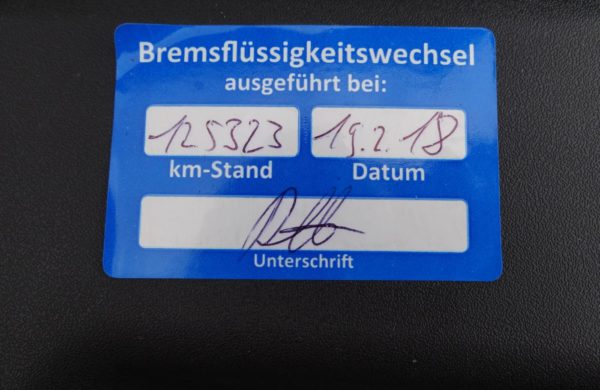 Bremsflüssigkeitswechsel
ausgeführt bei:
125323 19.2.18
km-Stand Datum
Unterschrift